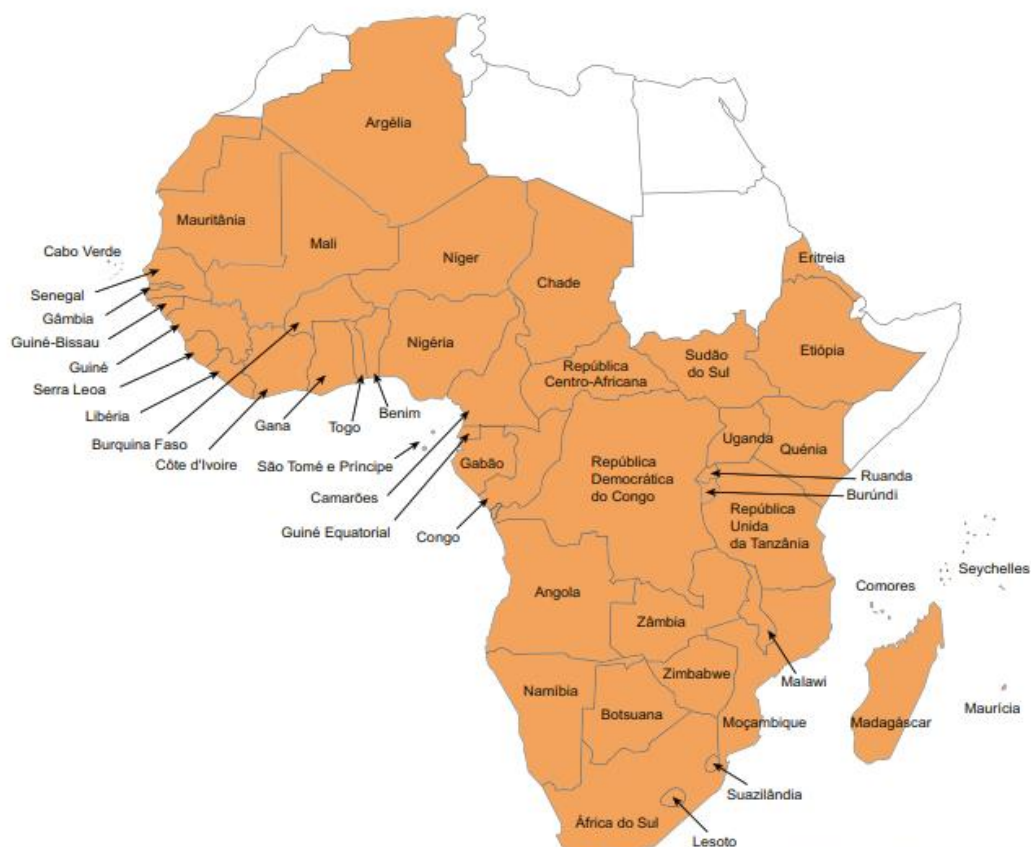 Argélia
Mauritânia
Mali
Níger
Cabo Verde
Chade
Eritreia
Senegal
Gâmbia
Guiné-Bissau
Guiné
Serra Leoa
Libéria
Burquina Faso
Côte d'Ivoire
Gana
Togo
Benim
Nigéria
República
Centro-Africana
Sudão
do Sul
Etiópia
São Tomé e Príncipe
Camarões
Guiné Equatorial
Gabão
Congo
República
Democrática
do Congo
Uganda
Quénia
Ruanda
Burúndi
República
Unida
da Tanzânia
Seychelles
Comores
Angola
Zâmbia
Malawi
Zimbabwe
Namíbia
Botsuana
Moçambique
Madagáscar
Maurícia
Suazilândia
África do Sul
Lesoto